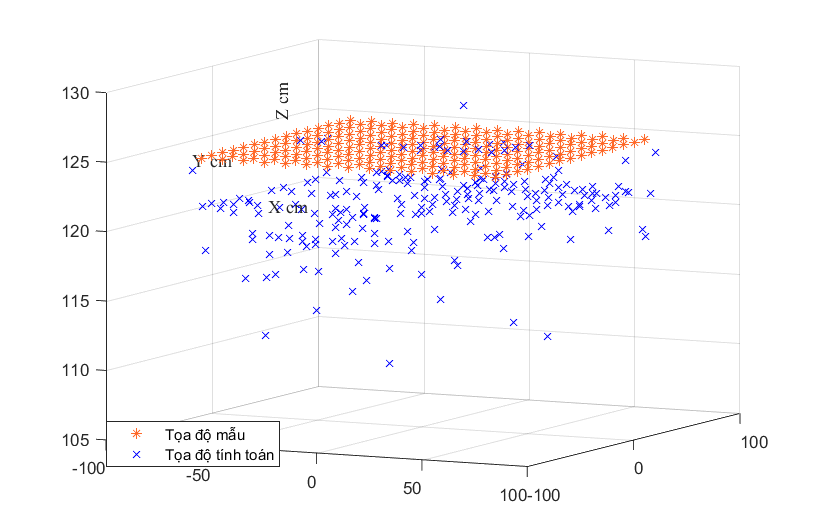 130
125
120
115
110
105
Z cm
Y cm
X cm
Tọa độ mẫu
Tọa độ tính toán
-100
-50
0
50
100
-100
0
100